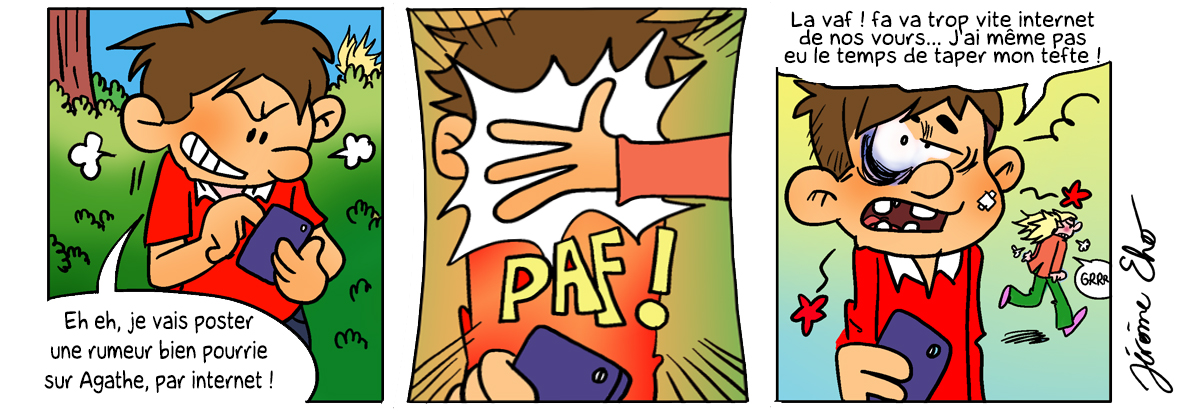 Eh eh, je vais poster
une rumeur bien pourrie
sur Agathe, par internet !
PAF !
La vaf ! fa va trop vite internet
de nos vours... J'ai même pas
eu le temps de taper mon tefte !
GRRR
Jérôme Eho